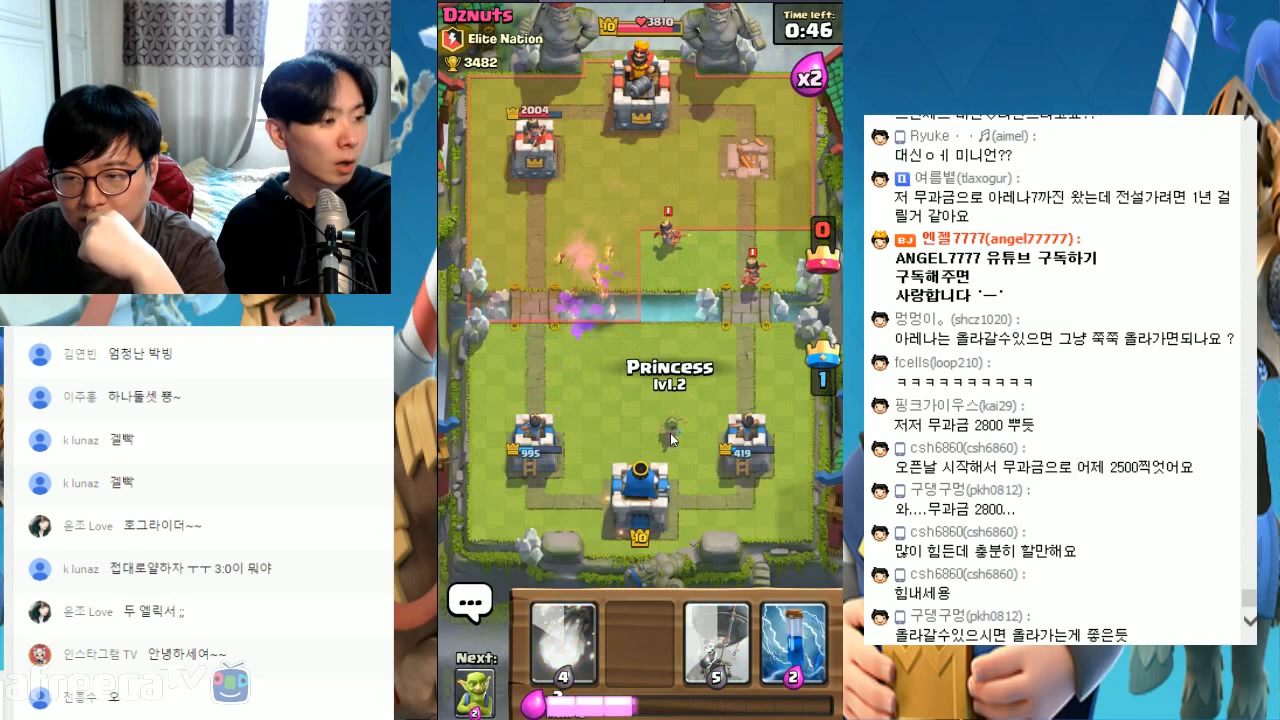 DZNUTS
Elite Nation
3482
10
3810
Time left:
0:46
x2
2004
0
1
Princess
lvl.2
995
419
10
...
4
5
2
Next:
2
김연빈 엄청난 박빙
이주홍 하나둘셋 뿅~
k lunaz 겔빡
k lunaz 겔빡
윤조 Love 호그라이더~~
k lunaz 접대로얄하자 ㅜㅜ 3:0이 뭐야
윤조 Love 두 엘릭서 ;;
인스타그램 TV 안녕하세여~~
오
afreecaTV
Ryuke · · ♬(aimel) :
대신ㅇㅔ 미니언??
여름볕(tlaxogur) :
저 무과금으로 아레나7까진 왔는데 전설가려면 1년 걸
릴거 같아요
BJ 엔젤7777(angel77777) :
ANGEL7777 유튜브 구독하기
구독해주면
사랑합니다 'ㅡ'
멍멍이。(shcz1020) :
아레나는 올라갈수있으면 그냥 쭉쭉 올라가면되나요 ?
fcells(loop210) :
ㅋㅋㅋㅋㅋㅋㅋㅋㅋㅋ
핑크가이우스(kai29) :
저저 무과금 2800 뿌듯
csh6860(csh6860) :
오픈날 시작해서 무과금으로 어제 2500찍엇어요
구댕구멍(pkh0812) :
와....무과금 2800...
csh6860(csh6860) :
많이 힘든데 충분히 할만해요
csh6860(csh6860) :
힘내세용
구댕구멍(pkh0812) :
올라갈수있으시면 올라가는게 좋은듯